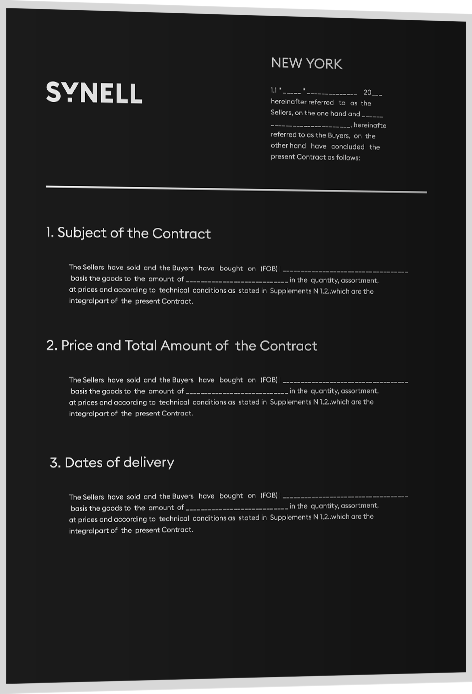 SYNELL
NEW YORK
1.1 "_____"______________ 20___
hereinafter referred to as the
Sellers, on the one hand and ______
______________________, hereinafte
referred to as the Buyers, on the
other hand have concluded the
present Contract as follows:
1. Subject of the Contract
The Sellers have sold and the Buyers have bought on (FOB) ______________________________
basis the goods to the amount of ________________________ in the quantity, assortment,
at prices and according to technical conditions as stated in Supplements N 1,2..which are the
integralpart of the present Contract.
2. Price and Total Amount of the Contract
The Sellers have sold and the Buyers have bought on (FOB) ______________________________
basis the goods to the amount of ________________________ in the quantity, assortment,
at prices and according to technical conditions as stated in Supplements N 1,2..which are the
integralpart of the present Contract.
3. Dates of delivery
The Sellers have sold and the Buyers have bought on (FOB) ______________________________
basis the goods to the amount of ________________________ in the quantity, assortment,
at prices and according to technical conditions as stated in Supplements N 1,2..which are the
integralpart of the present Contract.